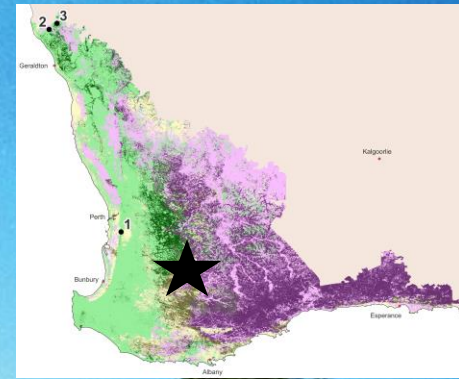 2 3
Geraldton
Kalgoorlie
Perth
1
Bunbury
Esperance
Albany